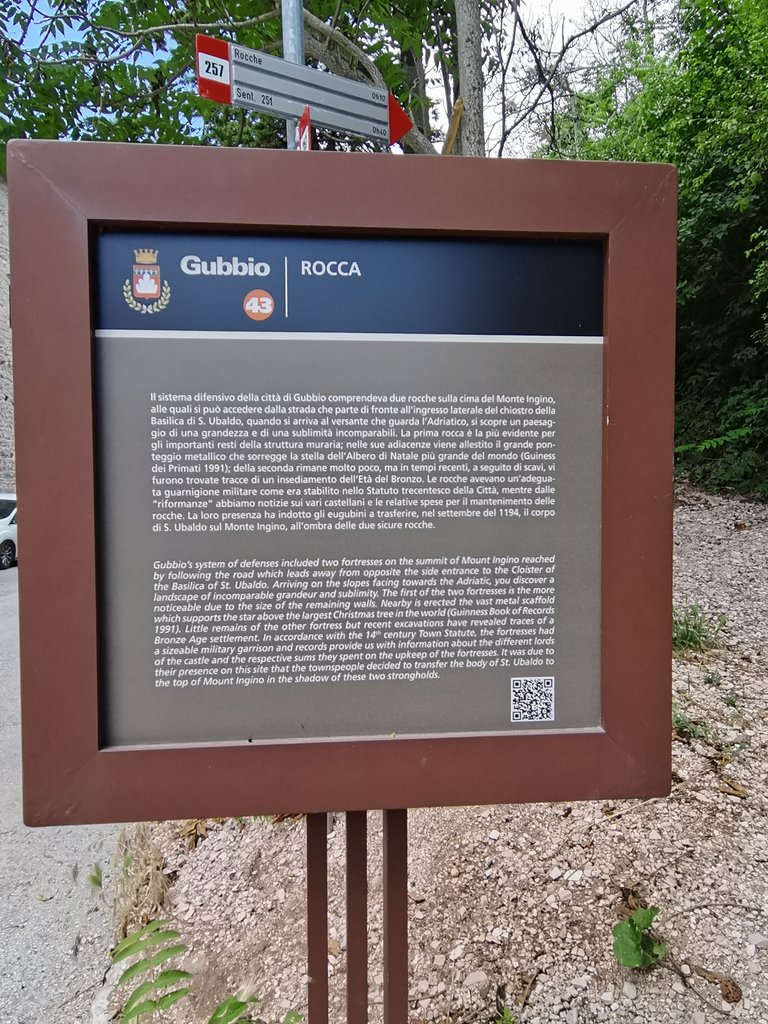 257
Rocche
0h10
Sent. 251
0h40
Gubbio
43
ROCCA
Il sistema difensivo della città di Gubbio comprendeva due rocche sulla cima del Monte Ingino,
alle quali si può accedere dalla strada che parte di fronte all'ingresso laterale del chiostro della
Basilica di S. Ubaldo, quando si arriva al versante che guarda l'Adriatico, si scopre un paesag-
gio di una grandezza e di una sublimità incomparabili. La prima rocca è la più evidente per
gli importanti resti della struttura muraria; nelle sue adiacenze viene allestito il grande pon-
teggio metallico che sorregge la stella dell'Albero di Natale più grande del mondo (Guiness
dei Primati 1991); della seconda rimane molto poco, ma in tempi recenti, a seguito di scavi, vi
furono trovate tracce di un insediamento dell'Età del Bronzo. Le rocche avevano un'adegua-
ta guarnigione militare come era stabilito nello Statuto trecentesco della Città, mentre dalle
"riformanze" abbiamo notizie sui vari castellani e le relative spese per il mantenimento delle
rocche. La loro presenza ha indotto gli eugubini a trasferire, nel settembre del 1194, il corpo
di S. Ubaldo sul Monte Ingino, all'ombra delle due sicure rocche.
Gubbio's system of defenses included two fortresses on the summit of Mount Ingino reached
by following the road which leads away from opposite the side entrance to the Cloister of
the Basilica of St. Ubaldo. Arriving on the slopes facing towards the Adriatic, you discover a
landscape of incomparable grandeur and sublimity. The first of the two fortresses is the more
noticeable due to the size of the remaining walls. Nearby is erected the vast metal scaffold
which supports the star above the largest Christmas tree in the world (Guinness Book of Records
1991). Little remains of the other fortress but recent excavations have revealed traces of a
Bronze Age settlement. In accordance with the 14th century Town Statute, the fortresses had
a sizeable military garrison and records provide us with information about the different lords
of the castle and the respective sums they spent on the upkeep of the fortresses. It was due to
their presence on this site that the townspeople decided to transfer the body of St. Ubaldo to
the top of Mount Ingino in the shadow of these two strongholds.